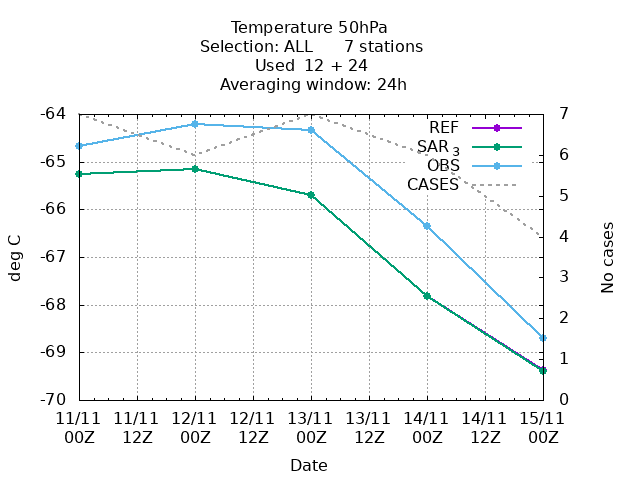 Temperature 50hPa
Selection: ALL      7 stations
Used  12 + 24
Averaging window: 24h
-64
-65
-66
-67
-68
-69
-70
7
6
5
4
3
2
1
0
REF
SAR 3
OBS
CASES
deg C
No cases
11/11 11/11 12/11 12/11 13/11 13/11 14/11 14/11 15/11
00Z 12Z 00Z 12Z 00Z 12Z 00Z 12Z 00Z
Date